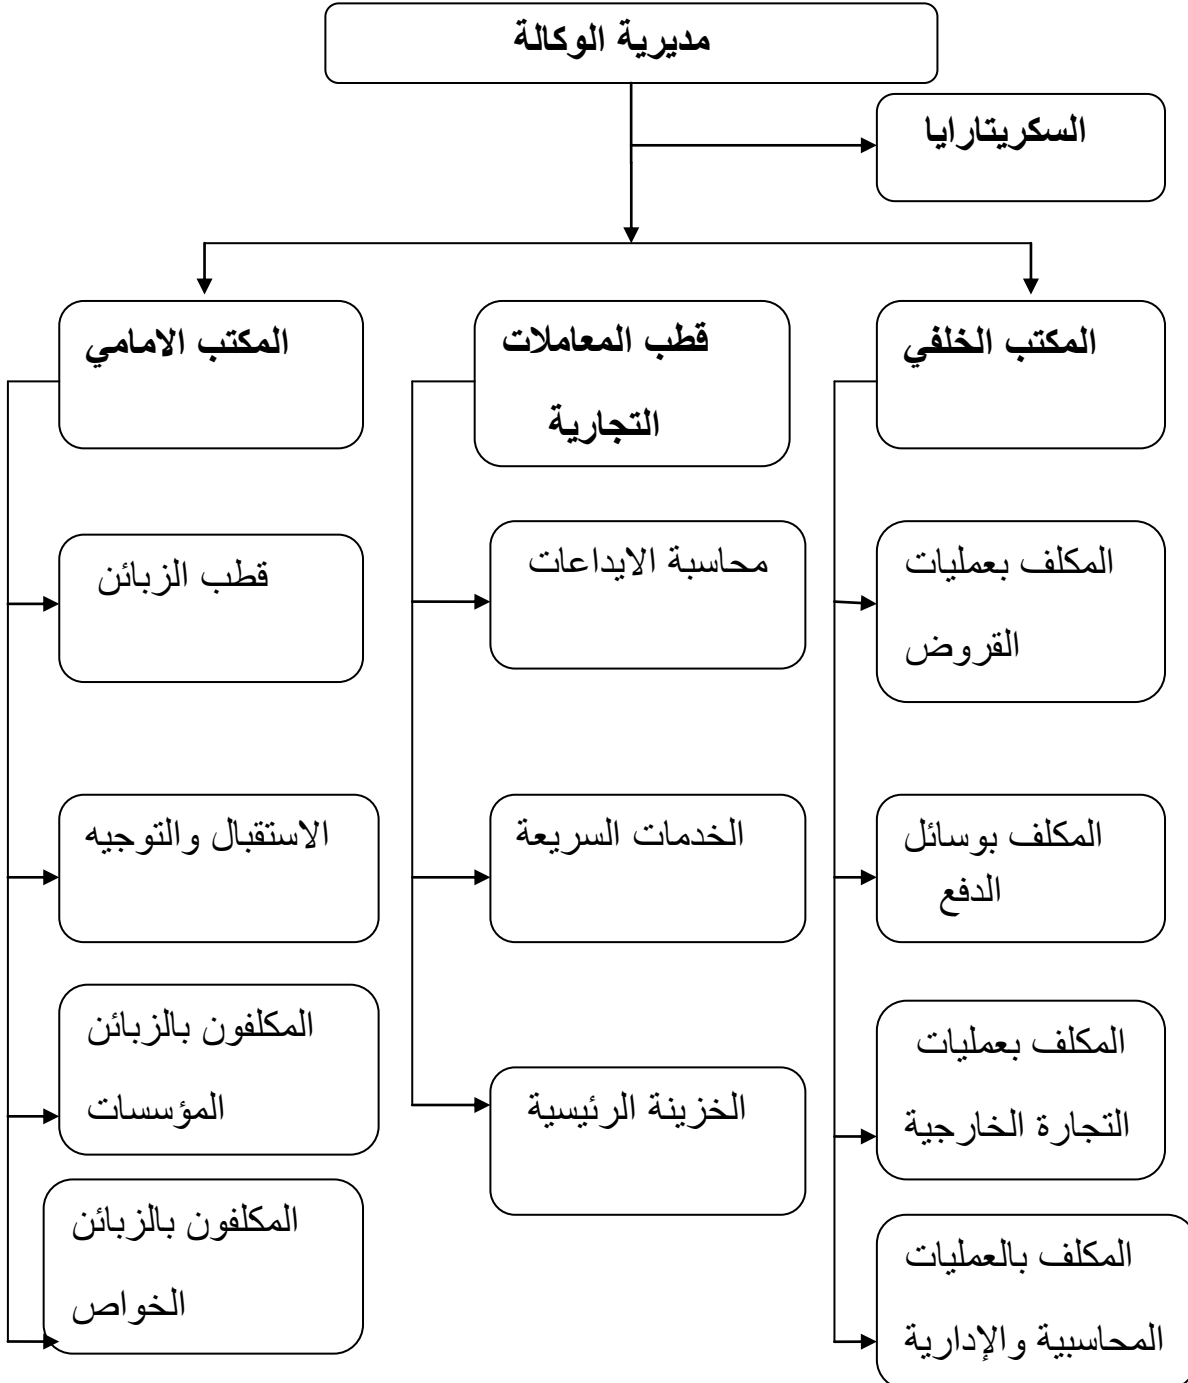 مديرية الوكالة
السكريتارايا
المكتب الخلفي
قطب المعاملات
التجارية
المكتب الامامي
المكلف بعمليات
القروض
محاسبة الايداعات
قطب الزبائن
المكلف بوسائل
الدفع
الخدمات السريعة
الاستقبال والتوجيه
المكلف بعمليات
التجارة الخارجية
الخزينة الرئيسية
المكلفون بالزبائن
المؤسسات
المكلف بالعمليات
المحاسبية والإدارية
المكلفون بالزبائن
الخواص